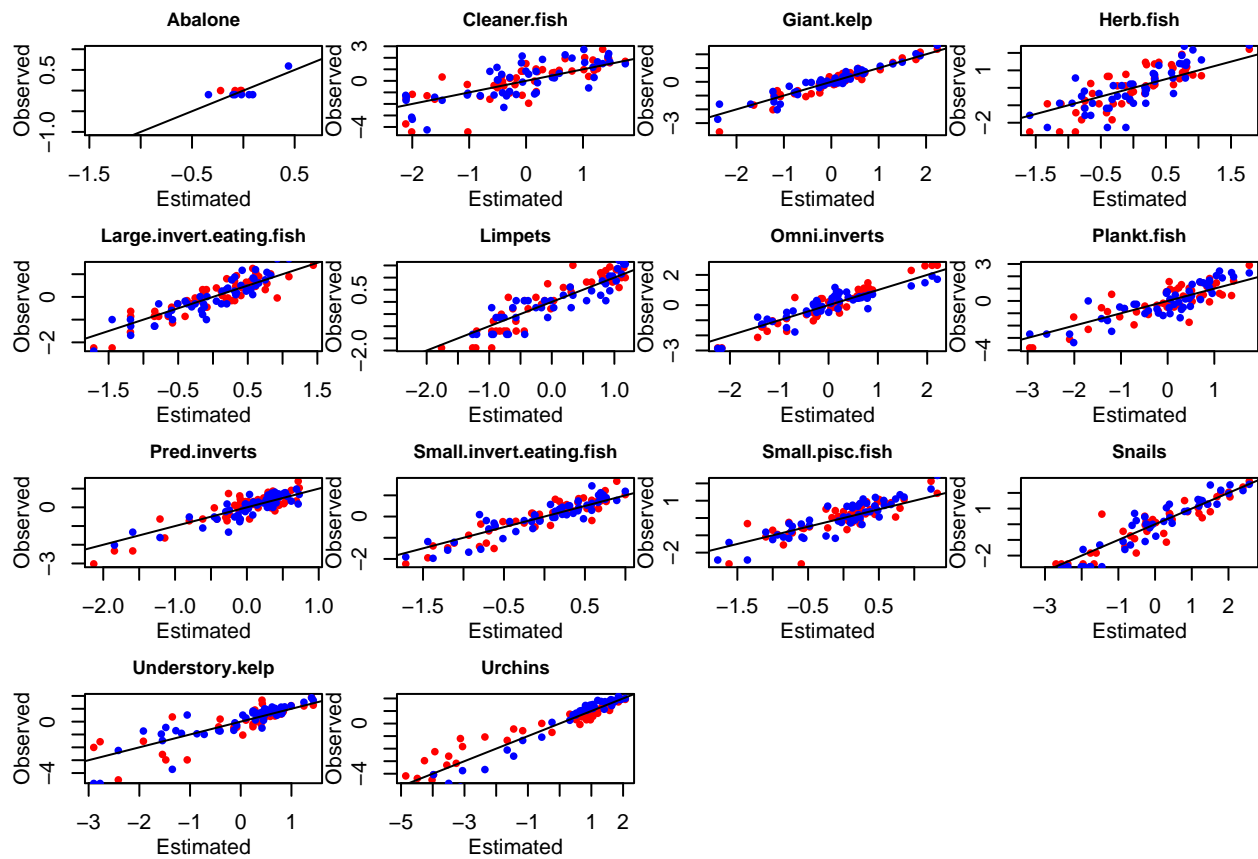 Abalone
Observed
0.5
−1.0
−1.5
−0.5
0.5
Estimated
Cleaner.fish
Observed
3
0
−4
−2
−1
0
1
Estimated
Giant.kelp
Observed
0
−3
−2
−1
0
1
2
Estimated
Herb.fish
Observed
1
−2
−1.5
−0.5
0.5
1.5
Estimated
Large.invert.eating.fish
Observed
0
−2
−1.5
−0.5
0.5
1.5
Estimated
Limpets
Observed
0.5
−2.0
−2.0
−1.0
0.0
1.0
Estimated
Omni.inverts
Observed
2
0
−3
−2
−1
0
1
2
Estimated
Plankt.fish
Observed
3
0
−4
−3
−2
−1
0
1
Estimated
Pred.inverts
Observed
0
−3
−2.0
−1.0
0.0
1.0
Estimated
Small.invert.eating.fish
Observed
0
−2
−1.5
−0.5
0.5
Estimated
Small.pisc.fish
Observed
1
−2
−1.5
−0.5
0.5
Estimated
Snails
Observed
1
−2
−3
−1
0
1
2
Estimated
Understory.kelp
Observed
0
−4
−3
−2
−1
0
1
Estimated
Urchins
Observed
0
−4
−5
−3
−1
1
2
Estimated